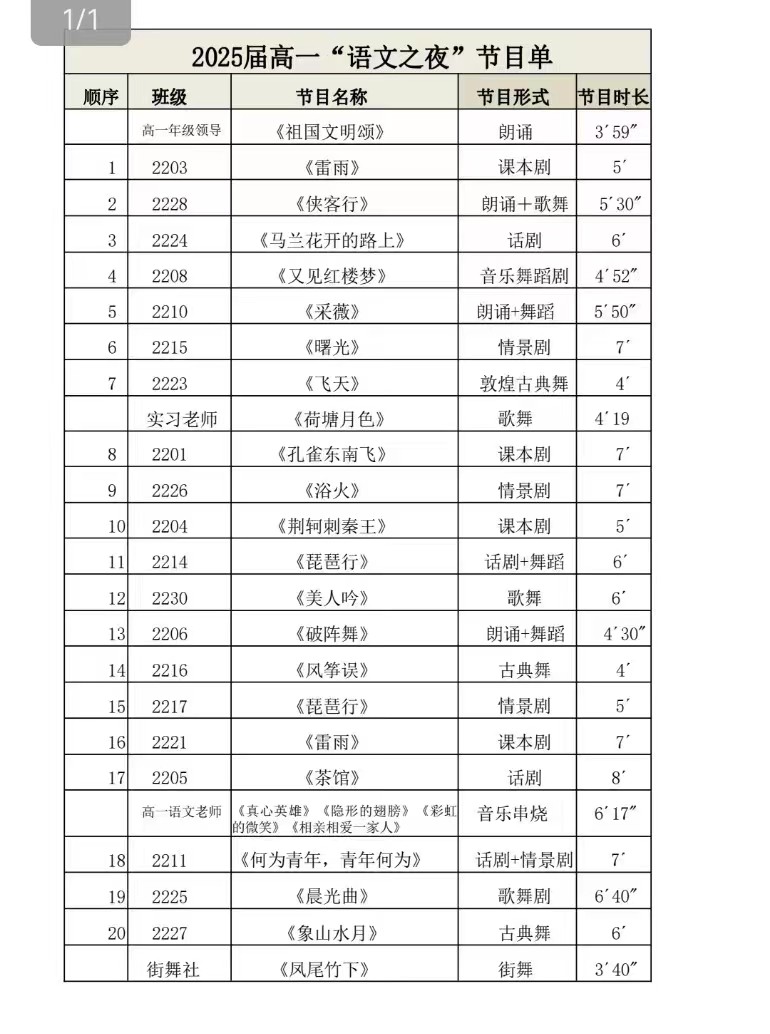 1/1
2025届高一“语文之夜”节目单
顺序 班级 节目名称 节目形式 节目时长
高一年级领导 《祖国文明颂》 朗诵 3′59″
1 2203 《雷雨》 课本剧 5′
2 2228 《侠客行》 朗诵＋歌舞 5′30″
3 2224 《马兰花开的路上》 话剧 6′
4 2208 《又见红楼梦》 音乐舞蹈剧 4′52″
5 2210 《采薇》 朗诵+舞蹈 5′50″
6 2215 《曙光》 情景剧 7′
7 2223 《飞天》 敦煌古典舞 4′
实习老师 《荷塘月色》 歌舞 4′19
8 2201 《孔雀东南飞》 课本剧 7′
9 2226 《浴火》 情景剧 7′
10 2204 《荆轲刺秦王》 课本剧 5′
11 2214 《琵琶行》 话剧+舞蹈 6′
12 2230 《美人吟》 歌舞 6′
13 2206 《破阵舞》 朗诵+舞蹈 4′30″
14 2216 《风筝误》 古典舞 4′
15 2217 《琵琶行》 情景剧 5′
16 2221 《雷雨》 课本剧 7′
17 2205 《茶馆》 话剧 8′
高一语文老师 《真心英雄》《隐形的翅膀》《彩虹 音乐串烧 6′17″
的微笑》《相亲相爱一家人》
18 2211 《何为青年，青年何为》 话剧+情景剧 7′
19 2225 《晨光曲》 歌舞剧 6′40″
20 2227 《象山水月》 古典舞 6′
街舞社 《凤尾竹下》 街舞 3′40″